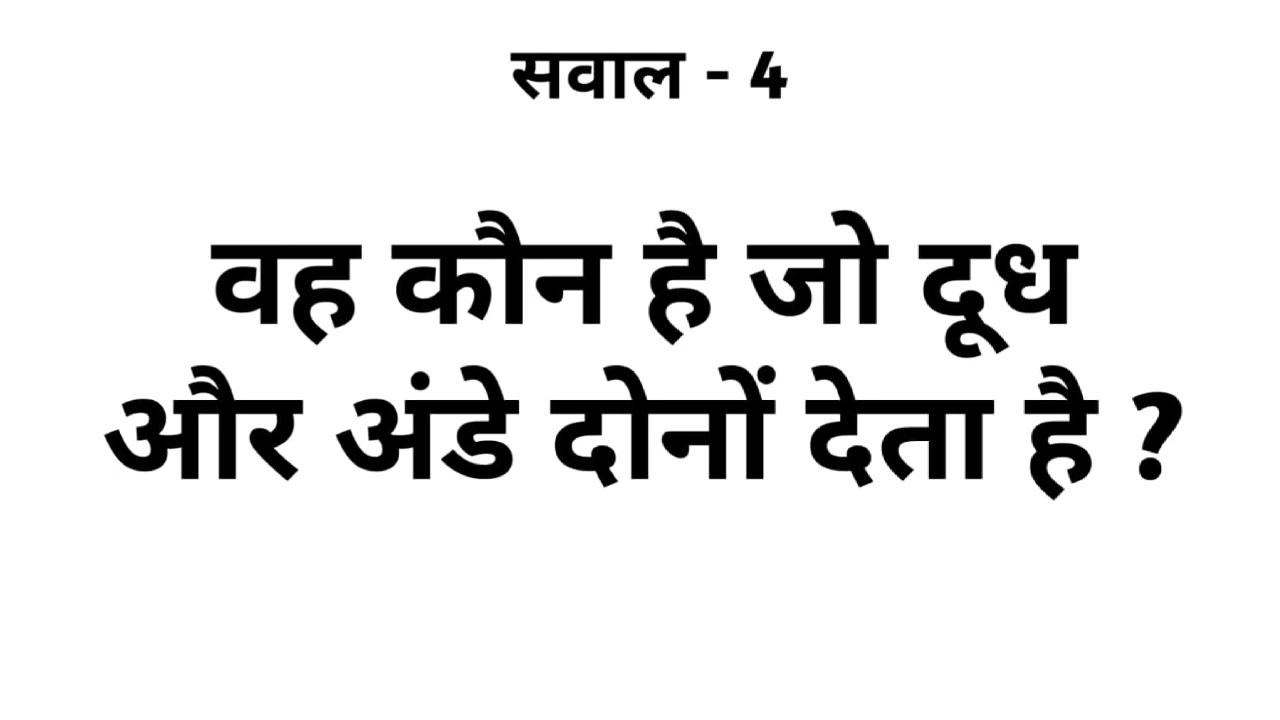 सवाल - 4
वह कौन है जो दूध
और अंडे दोनों देता है ?